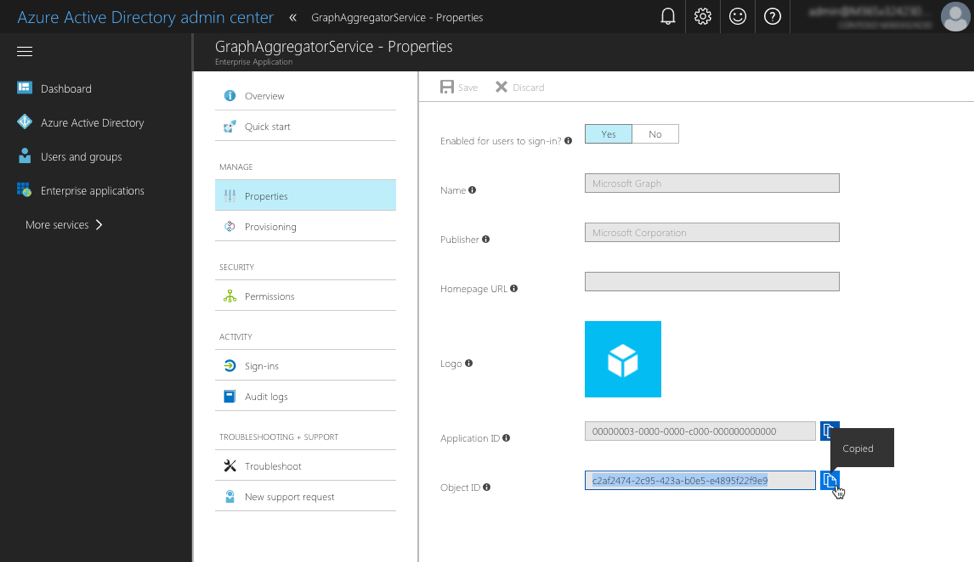 Azure Active Directory admin center « GraphAggregatorService - Properties
GraphAggregatorService - Properties
Enterprise Application
Dashboard
Azure Active Directory
Users and groups
Enterprise applications
More services
Overview
Quick start
MANAGE
Properties
Provisioning
SECURITY
Permissions
ACTIVITY
Sign-ins
Audit logs
TROUBLESHOOTING + SUPPORT
Troubleshoot
New support request
Save Discard
Enabled for users to sign-in? Yes No
Name Microsoft Graph
Publisher Microsoft Corporation
Homepage URL
Logo
Application ID 00000003-0000-0000-c000-000000000000
Copied
Object ID c2af2474-2c95-423a-b0e5-e4895f22f9e9